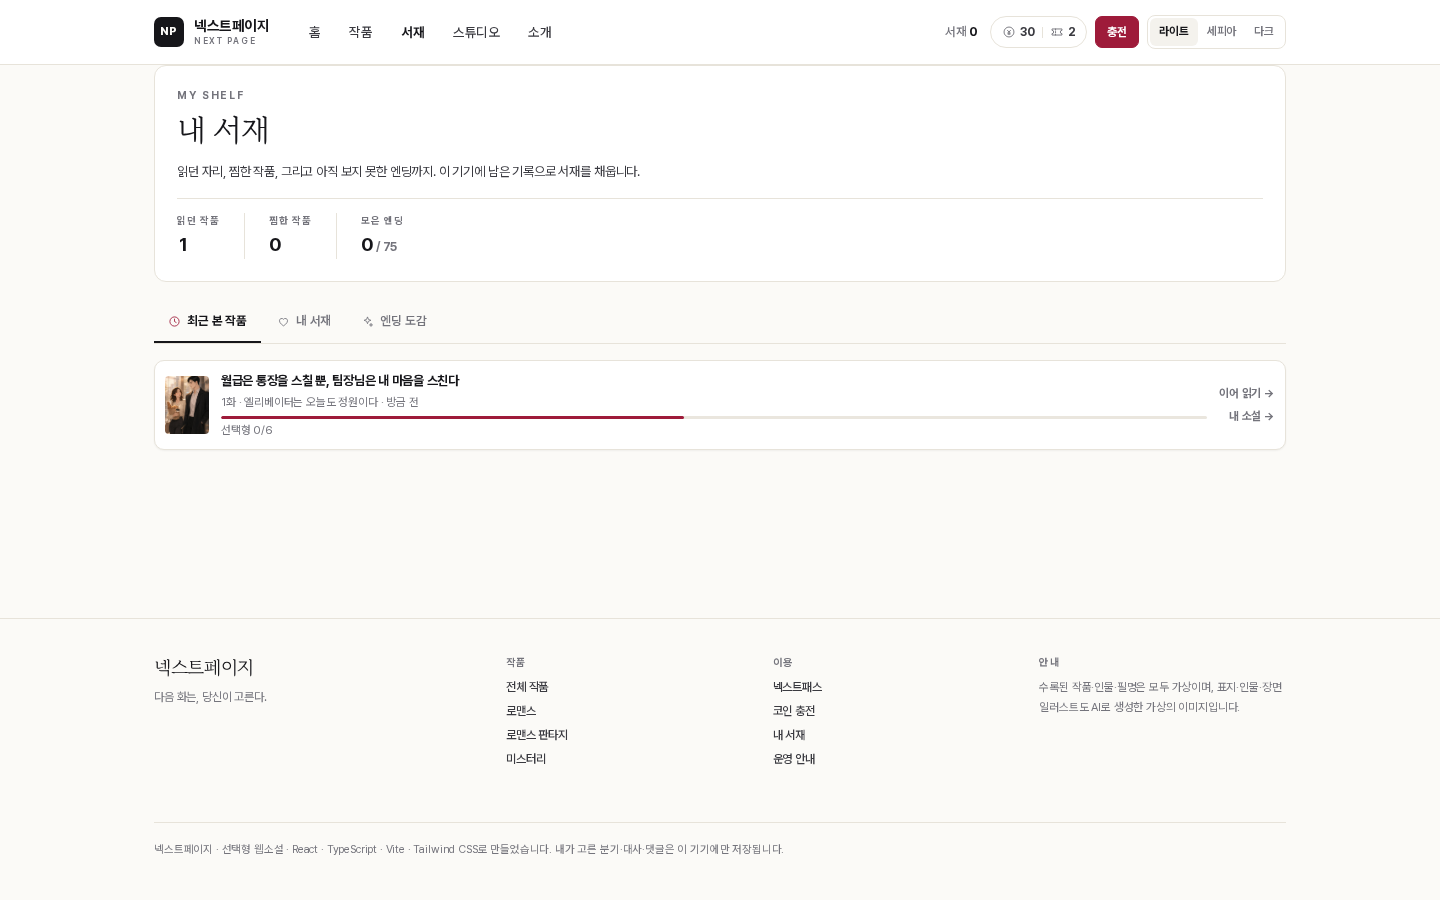 NP
넥스트페이지
NEXT PAGE
홈
작품
서재
스튜디오
소개
서재 0
30
2
충전
라이트
세피아
다크
MY SHELF
내 서재
읽던 자리, 찜한 작품, 그리고 아직 보지 못한 엔딩까지. 이 기기에 남은 기록으로 서재를 채웁니다.
읽던 작품
1
찜한 작품
0
모은 엔딩
0 / 75
최근 본 작품
내 서재
엔딩 도감
월급은 통장을 스칠 뿐, 팀장님은 내 마음을 스친다
1화 · 엘리베이터는 오늘도 정원이다 · 방금 전
선택형 0/6
이어 읽기 →
내 소설 →
넥스트페이지
다음 화는, 당신이 고른다.
작품
전체 작품
로맨스
로맨스 판타지
미스터리
이용
넥스트패스
코인 충전
내 서재
운영 안내
안내
수록된 작품·인물·필명은 모두 가상이며, 표지·인물·장면
일러스트도 AI로 생성한 가상의 이미지입니다.
넥스트페이지 · 선택형 웹소설 · React · TypeScript · Vite · Tailwind CSS로 만들었습니다. 내가 고른 분기·대사·댓글은 이 기기에만 저장됩니다.